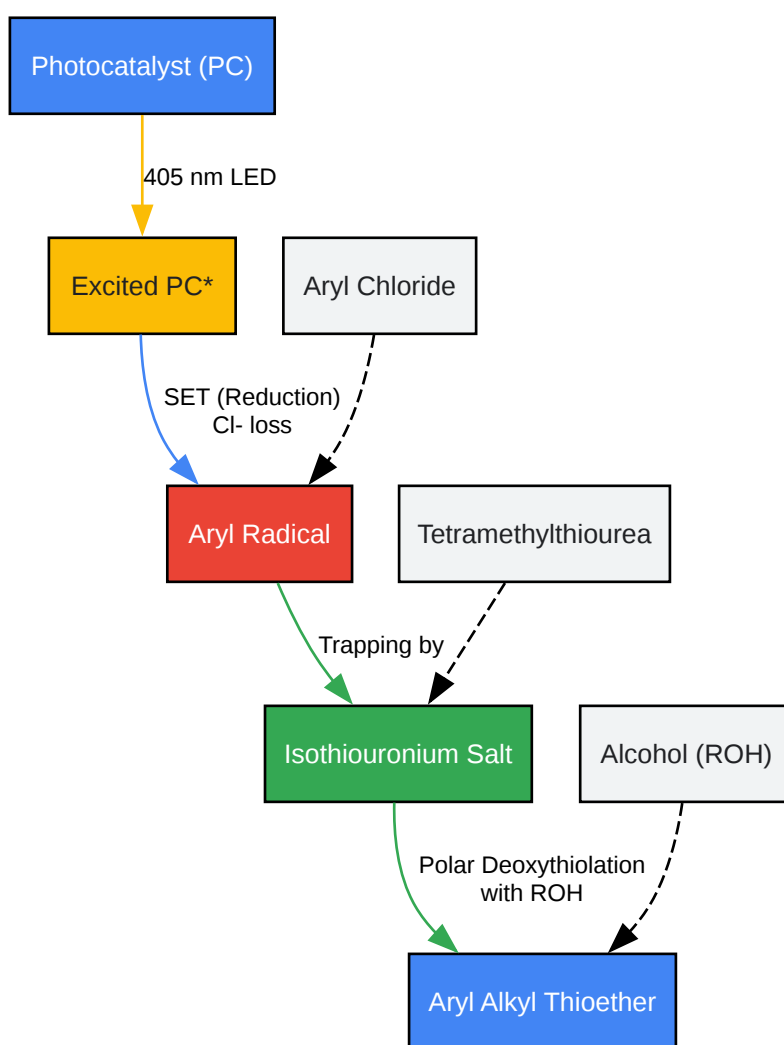 Photocatalyst (PC)
405 nm LED
Excited PC*
Aryl Chloride
SET (Reduction)
Cl- loss
Aryl Radical
Tetramethylthiourea
Trapping by
Isothiouronium Salt
Alcohol (ROH)
Polar Deoxythiolation
with ROH
Aryl Alkyl Thioether